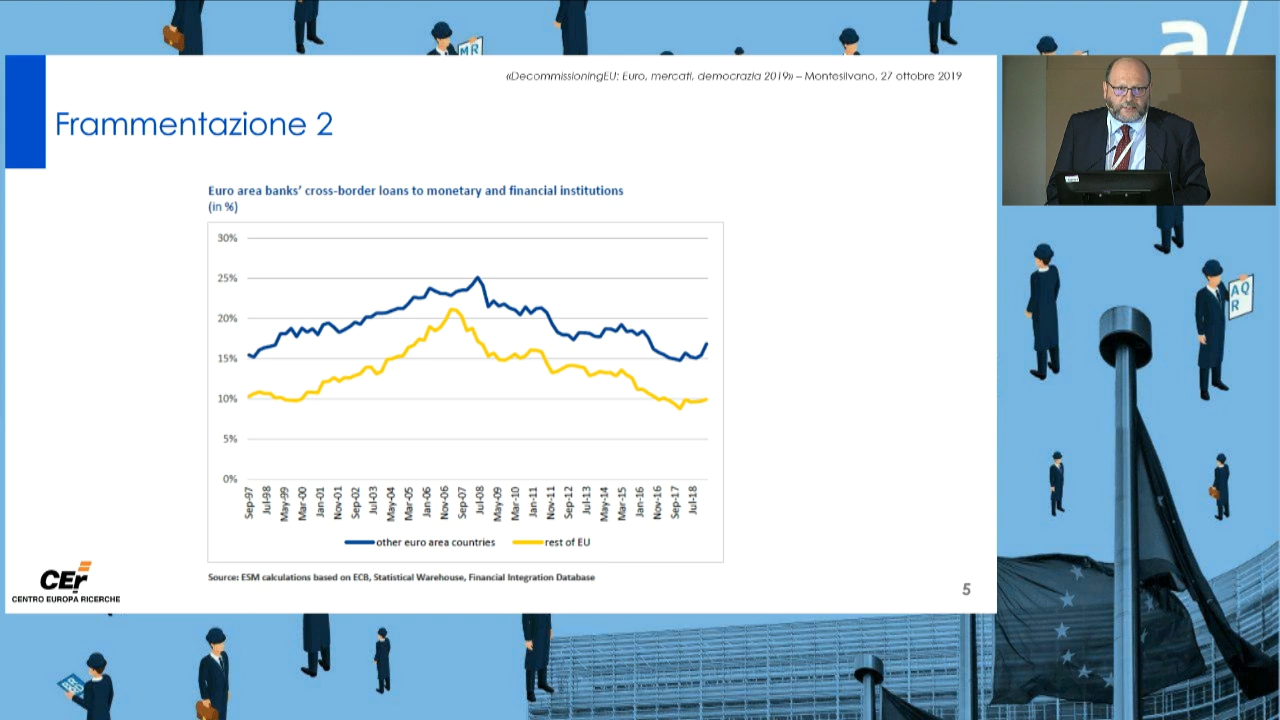 a/
MR
«DecommissioningEU: Euro, mercati, democrazia 2019» – Montesilvano, 27 ottobre 2019
Frammentazione 2
Euro area banks’ cross-border loans to monetary and financial institutions
(in %)
30%
25%
20%
15%
10%
5%
0%
Sep-97 Jul-98 May-99 Mar-00 Jan-01 Nov-01 Sep-02 Jul-03 May-04 Mar-05 Jan-06 Nov-06 Sep-07 Jul-08 May-09 Mar-10 Jan-11 Nov-11 Sep-12 Jul-13 May-14 Mar-15 Jan-16 Nov-16 Sep-17 Jul-18
other euro area countries rest of EU
Source: ESM calculations based on ECB, Statistical Warehouse, Financial Integration Database
CEr
CENTRO EUROPA RICERCHE
5
AQ
R